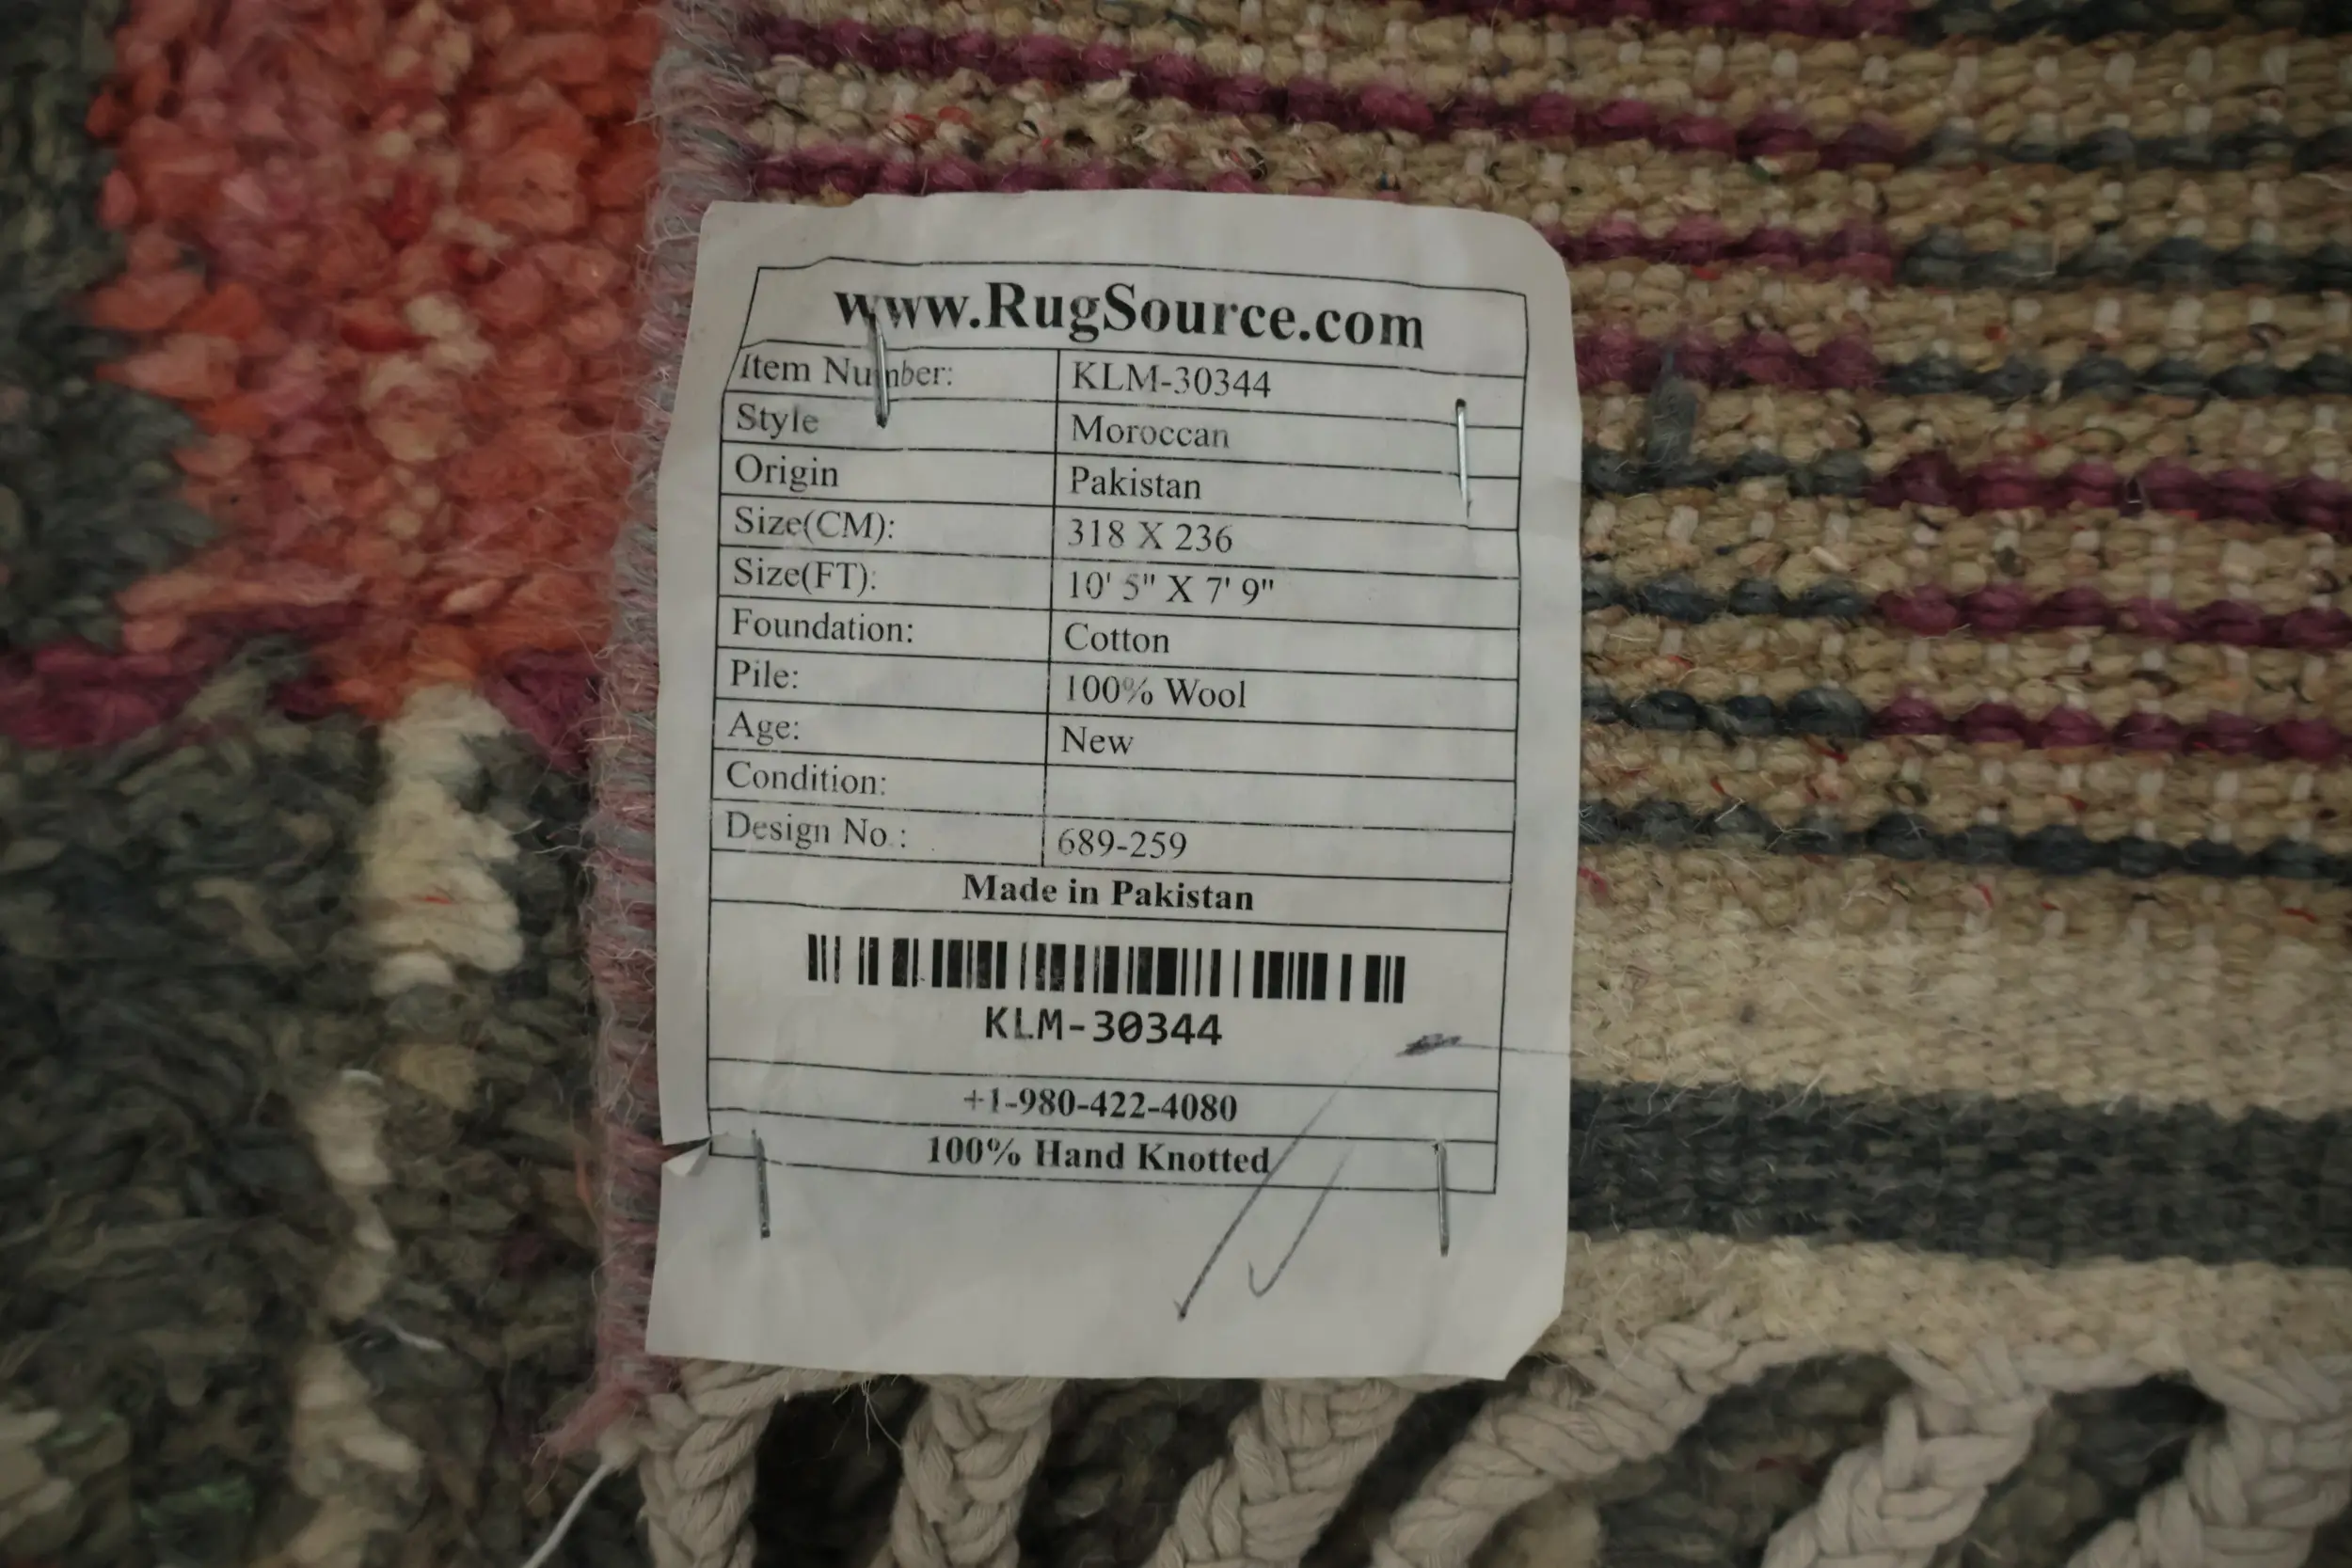 www.RugSource.com
Item Number: KLM-30344
Style Moroccan
Origin Pakistan
Size(CM): 318 X 236
Size(FT): 10' 5" X 7' 9"
Foundation: Cotton
Pile: 100% Wool
Age: New
Condition:
Design No.: 689-259
Made in Pakistan
KLM-30344
+1-980-422-4080
100% Hand Knotted